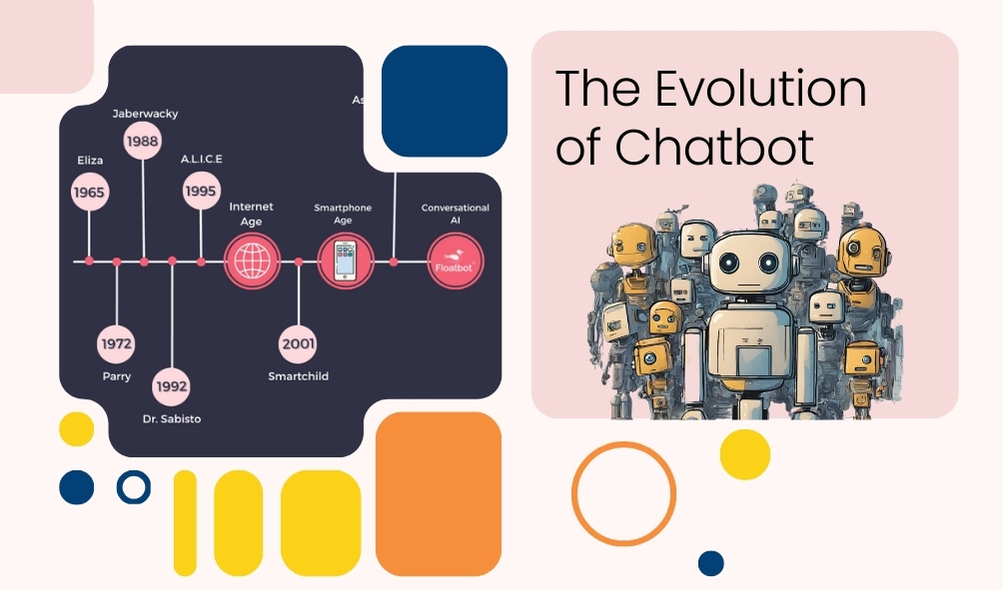 The Evolution
of Chatbot
Eliza
1965
Jaberwacky
1988
A.L.I.C.E
1995
Internet
Age
Smartphone
Age
As
Conversational
AI
Floatbot
1972
Parry
1992
Dr. Sabisto
2001
Smartchild